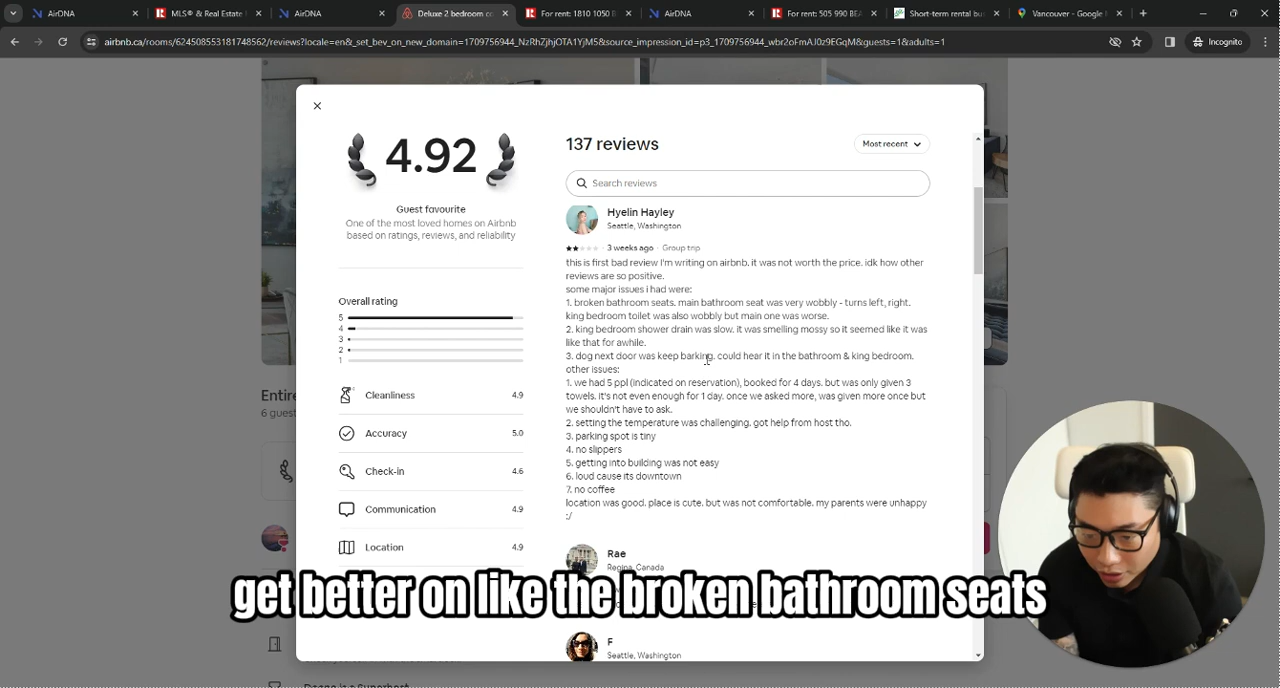 AirDNA
MLS® & Real Estate
AirDNA
Deluxe 2 bedroom co
For rent: 1810 1050 B
AirDNA
For rent: 505 990 BEA
Short-term rental bus
Vancouver - Google M
airbnb.ca/rooms/624508553181748562/reviews?locale=en&_set_bev_on_new_domain=1709756944_NzRhZjhjOTA1YjM5&source_impression_id=p3_1709756944_wbr2oFmAJ0z9EGqM&guests=1&adults=1
Incognito
4.92
Guest favourite
One of the most loved homes on Airbnb
based on ratings, reviews, and reliability
Overall rating
5
4
3
2
1
Cleanliness 4.9
Accuracy 5.0
Check-in 4.6
Communication 4.9
Location 4.9
137 reviews
Most recent
Search reviews
Hyelin Hayley
Seattle, Washington
3 weeks ago · Group trip
this is first bad review I'm writing on airbnb. it was not worth the price. idk how other
reviews are so positive.
some major issues i had were:
1. broken bathroom seats. main bathroom seat was very wobbly - turns left, right.
king bedroom toilet was also wobbly but main one was worse.
2. king bedroom shower drain was slow. it was smelling mossy so it seemed like it was
like that for awhile.
3. dog next door was keep barking. could hear it in the bathroom & king bedroom.
other issues:
1. we had 5 ppl (indicated on reservation), booked for 4 days. but was only given 3
towels. it's not even enough for 1 day. once we asked more, was given more once but
we shouldn't have to ask.
2. setting the temperature was challenging. got help from host tho.
3. parking spot is tiny
4. no slippers
5. getting into building was not easy
6. loud cause its downtown
7. no coffee
location was good. place is cute. but was not comfortable. my parents were unhappy
:/
Rae
Regina, Canada
F
Seattle, Washington
Entire
6 guest
get better on like the broken bathroom seats